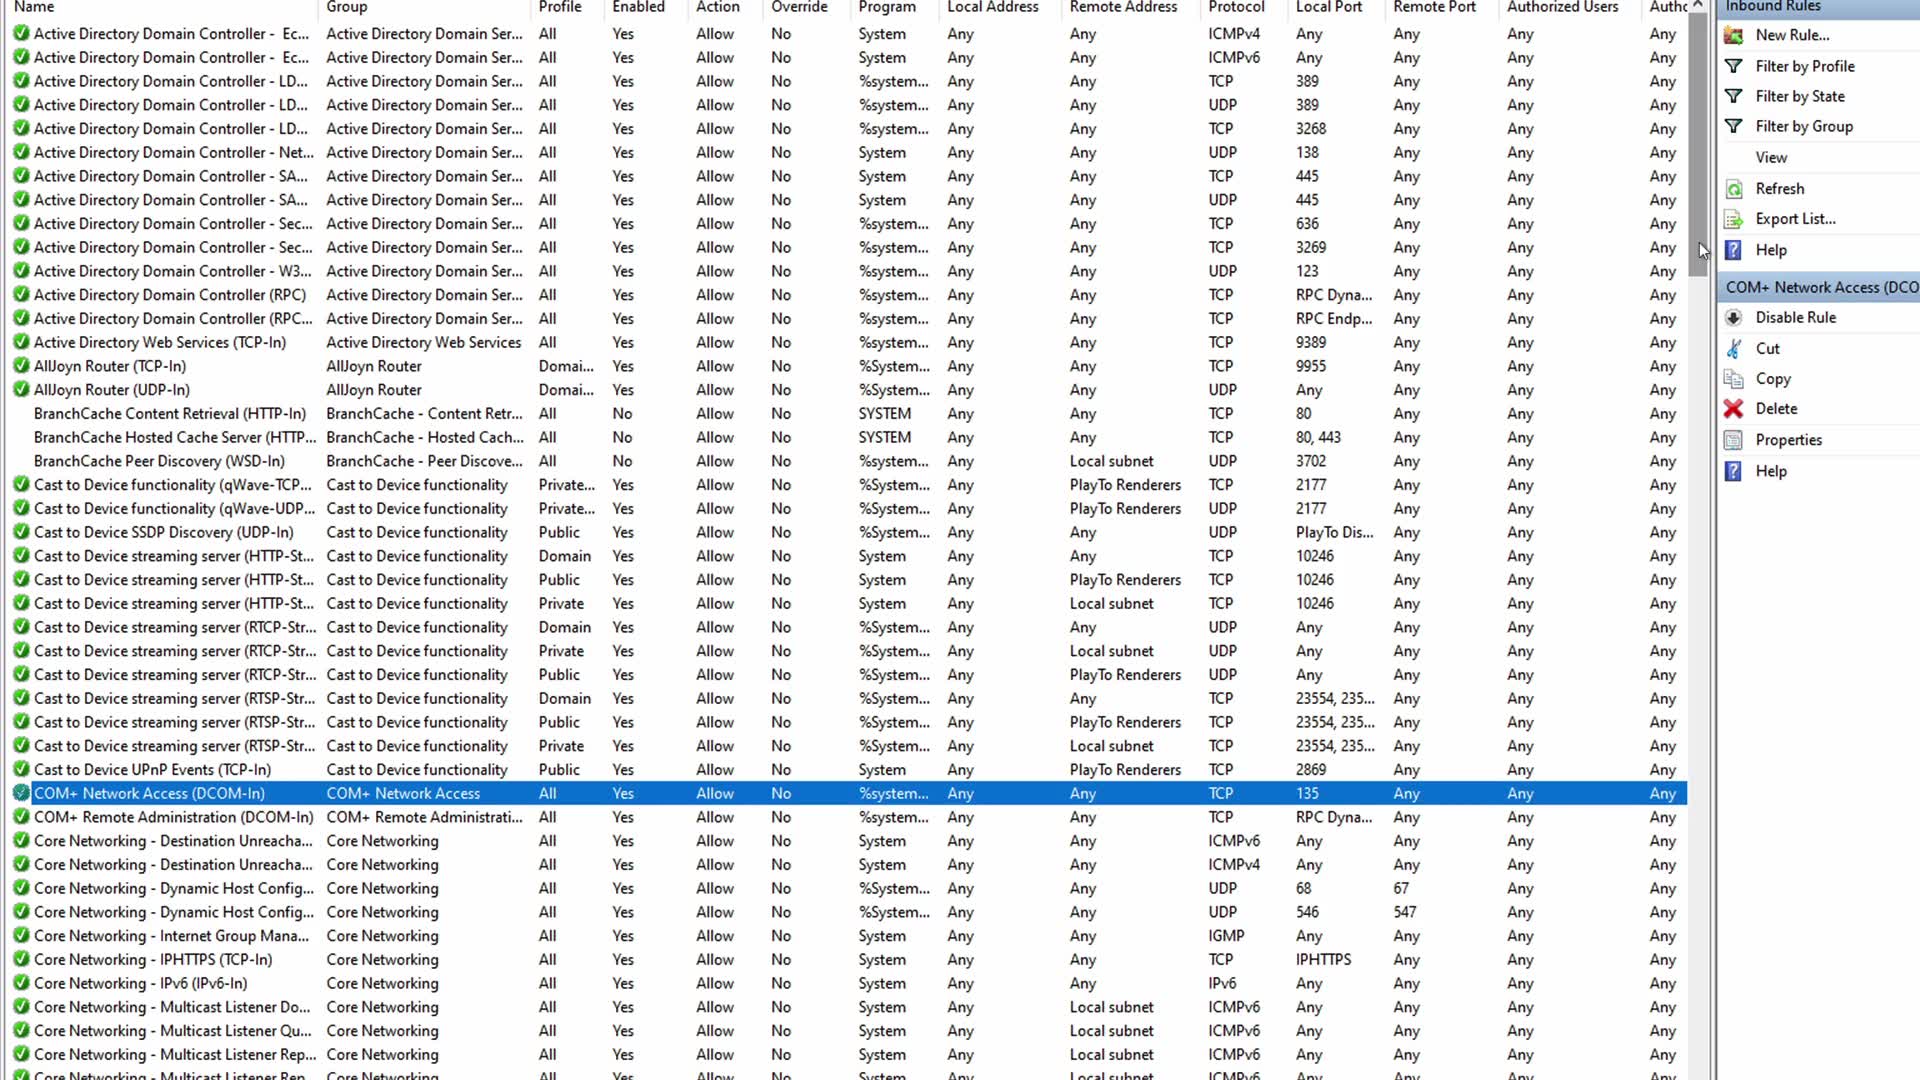 Name Group Profile Enabled Action Override Program Local Address Remote Address Protocol Local Port Remote Port Authorized Users Autho
Active Directory Domain Controller - Ec... Active Directory Domain Ser... All Yes Allow No System Any Any ICMPv4 Any Any Any Any
Active Directory Domain Controller - Ec... Active Directory Domain Ser... All Yes Allow No System Any Any ICMPv6 Any Any Any Any
Active Directory Domain Controller - LD... Active Directory Domain Ser... All Yes Allow No %system... Any Any TCP 389 Any Any Any
Active Directory Domain Controller - LD... Active Directory Domain Ser... All Yes Allow No %system... Any Any UDP 389 Any Any Any
Active Directory Domain Controller - LD... Active Directory Domain Ser... All Yes Allow No %system... Any Any TCP 3268 Any Any Any
Active Directory Domain Controller - Net... Active Directory Domain Ser... All Yes Allow No System Any Any UDP 138 Any Any Any
Active Directory Domain Controller - SA... Active Directory Domain Ser... All Yes Allow No System Any Any TCP 445 Any Any Any
Active Directory Domain Controller - SA... Active Directory Domain Ser... All Yes Allow No System Any Any UDP 445 Any Any Any
Active Directory Domain Controller - Sec... Active Directory Domain Ser... All Yes Allow No %system... Any Any TCP 636 Any Any Any
Active Directory Domain Controller - Sec... Active Directory Domain Ser... All Yes Allow No %system... Any Any TCP 3269 Any Any Any
Active Directory Domain Controller - W3... Active Directory Domain Ser... All Yes Allow No %system... Any Any UDP 123 Any Any Any
Active Directory Domain Controller (RPC) Active Directory Domain Ser... All Yes Allow No %system... Any Any TCP RPC Dyna... Any Any Any
Active Directory Domain Controller (RPC... Active Directory Domain Ser... All Yes Allow No %system... Any Any TCP RPC Endp... Any Any Any
Active Directory Web Services (TCP-In) Active Directory Web Services All Yes Allow No %system... Any Any TCP 9389 Any Any Any
AllJoyn Router (TCP-In) AllJoyn Router Domai... Yes Allow No %System... Any Any TCP 9955 Any Any Any
AllJoyn Router (UDP-In) AllJoyn Router Domai... Yes Allow No %System... Any Any UDP Any Any Any Any
BranchCache Content Retrieval (HTTP-In) BranchCache - Content Retr... All No Allow No SYSTEM Any Any TCP 80 Any Any Any
BranchCache Hosted Cache Server (HTTP... BranchCache - Hosted Cach... All No Allow No SYSTEM Any Any TCP 80, 443 Any Any Any
BranchCache Peer Discovery (WSD-In) BranchCache - Peer Discove... All No Allow No %system... Any Local subnet UDP 3702 Any Any Any
Cast to Device functionality (qWave-TCP... Cast to Device functionality Private... Yes Allow No %System... Any PlayTo Renderers TCP 2177 Any Any Any
Cast to Device functionality (qWave-UDP... Cast to Device functionality Private... Yes Allow No %System... Any PlayTo Renderers UDP 2177 Any Any Any
Cast to Device SSDP Discovery (UDP-In) Cast to Device functionality Public Yes Allow No %System... Any Any UDP PlayTo Dis... Any Any Any
Cast to Device streaming server (HTTP-St... Cast to Device functionality Domain Yes Allow No System Any Any TCP 10246 Any Any Any
Cast to Device streaming server (HTTP-St... Cast to Device functionality Public Yes Allow No System Any PlayTo Renderers TCP 10246 Any Any Any
Cast to Device streaming server (HTTP-St... Cast to Device functionality Private Yes Allow No System Any Local subnet TCP 10246 Any Any Any
Cast to Device streaming server (RTCP-Str... Cast to Device functionality Domain Yes Allow No %System... Any Any UDP Any Any Any Any
Cast to Device streaming server (RTCP-Str... Cast to Device functionality Private Yes Allow No %System... Any Local subnet UDP Any Any Any Any
Cast to Device streaming server (RTCP-Str... Cast to Device functionality Public Yes Allow No %System... Any PlayTo Renderers UDP Any Any Any Any
Cast to Device streaming server (RTSP-Str... Cast to Device functionality Domain Yes Allow No %System... Any Any TCP 23554, 235... Any Any Any
Cast to Device streaming server (RTSP-Str... Cast to Device functionality Public Yes Allow No %System... Any PlayTo Renderers TCP 23554, 235... Any Any Any
Cast to Device streaming server (RTSP-Str... Cast to Device functionality Private Yes Allow No %System... Any Local subnet TCP 23554, 235... Any Any Any
Cast to Device UPnP Events (TCP-In) Cast to Device functionality Public Yes Allow No System Any PlayTo Renderers TCP 2869 Any Any Any
COM+ Network Access (DCOM-In) COM+ Network Access All Yes Allow No %system... Any Any TCP 135 Any Any Any
COM+ Remote Administration (DCOM-In) COM+ Remote Administrati... All Yes Allow No %system... Any Any TCP RPC Dyna... Any Any Any
Core Networking - Destination Unreacha... Core Networking All Yes Allow No System Any Any ICMPv6 Any Any Any Any
Core Networking - Destination Unreacha... Core Networking All Yes Allow No System Any Any ICMPv4 Any Any Any Any
Core Networking - Dynamic Host Config... Core Networking All Yes Allow No %System... Any Any UDP 68 67 Any Any
Core Networking - Dynamic Host Config... Core Networking All Yes Allow No %System... Any Any UDP 546 547 Any Any
Core Networking - Internet Group Mana... Core Networking All Yes Allow No System Any Any IGMP Any Any Any Any
Core Networking - IPHTTPS (TCP-In) Core Networking All Yes Allow No System Any Any TCP IPHTTPS Any Any Any
Core Networking - IPv6 (IPv6-In) Core Networking All Yes Allow No System Any Any IPv6 Any Any Any Any
Core Networking - Multicast Listener Do... Core Networking All Yes Allow No System Any Local subnet ICMPv6 Any Any Any Any
Core Networking - Multicast Listener Qu... Core Networking All Yes Allow No System Any Local subnet ICMPv6 Any Any Any Any
Core Networking - Multicast Listener Rep... Core Networking All Yes Allow No System Any Local subnet ICMPv6 Any Any Any Any
Core Networking - Multicast Listener Rep... Core Networking All Yes Allow No System Any Local subnet ICMPv6 Any Any Any Any
Inbound Rules
New Rule...
Filter by Profile
Filter by State
Filter by Group
View
Refresh
Export List...
Help
COM+ Network Access (DCO
Disable Rule
Cut
Copy
Delete
Properties
Help